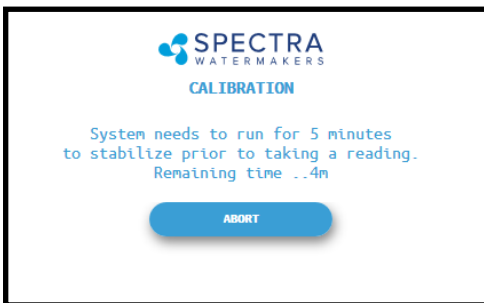 SPECTRA
WATERMAKERS
CALIBRATION
System needs to run for 5 minutes
to stabilize prior to taking a reading.
Remaining time ..4m
ABORT